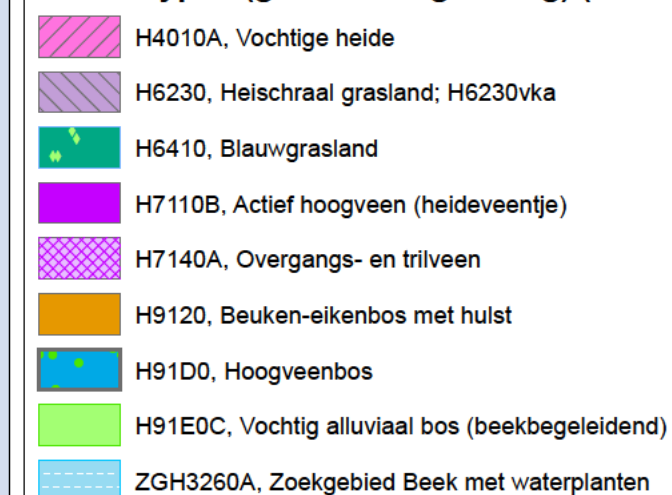 H4010A, Vochtige heide
H6230, Heischraal grasland; H6230vka
H6410, Blauwgrasland
H7110B, Actief hoogveen (heideveentje)
H7140A, Overgangs- en trilveen
H9120, Beuken-eikenbos met hulst
H91D0, Hoogveenbos
H91E0C, Vochtig alluviaal bos (beekbegeleidend)
ZGH3260A, Zoekgebied Beek met waterplanten